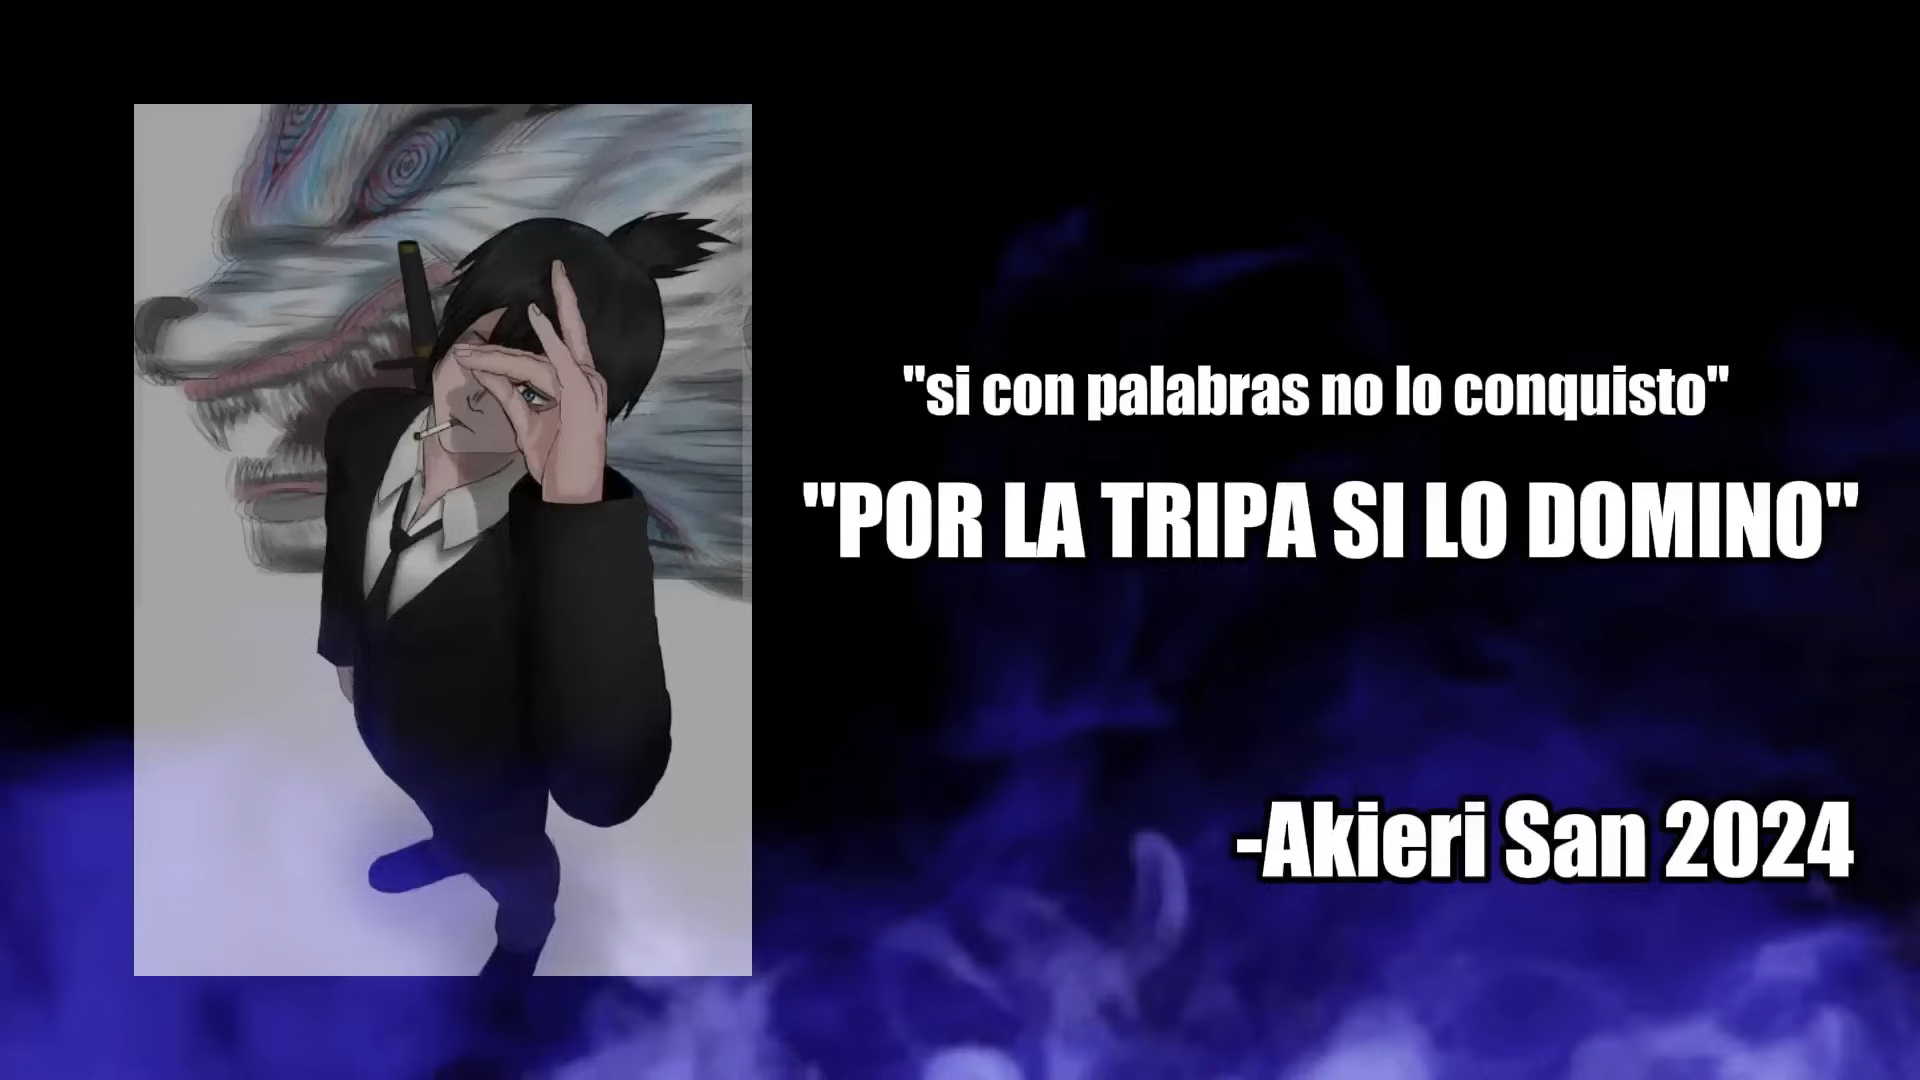 "si con palabras no lo conquisto"
"POR LA TRIPA SI LO DOMINO"
-Akieri San 2024